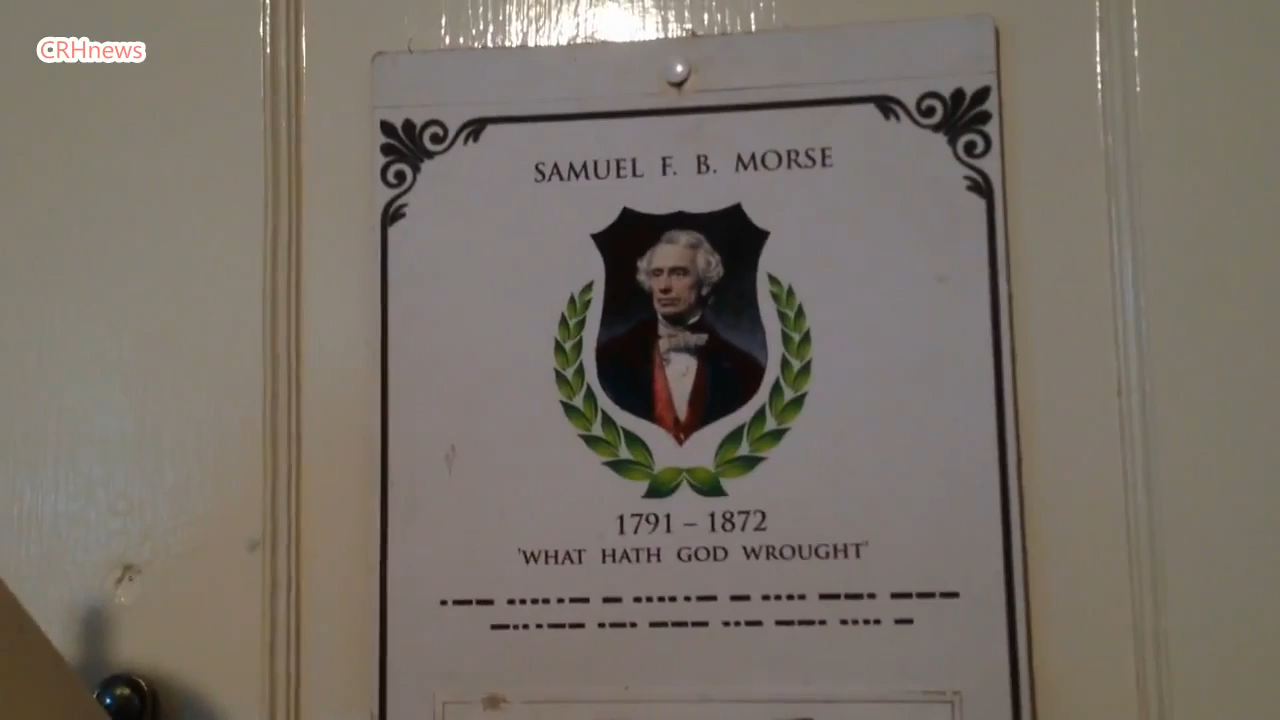 CRHnews
SAMUEL F. B. MORSE
1791 – 1872
'WHAT HATH GOD WROUGHT'